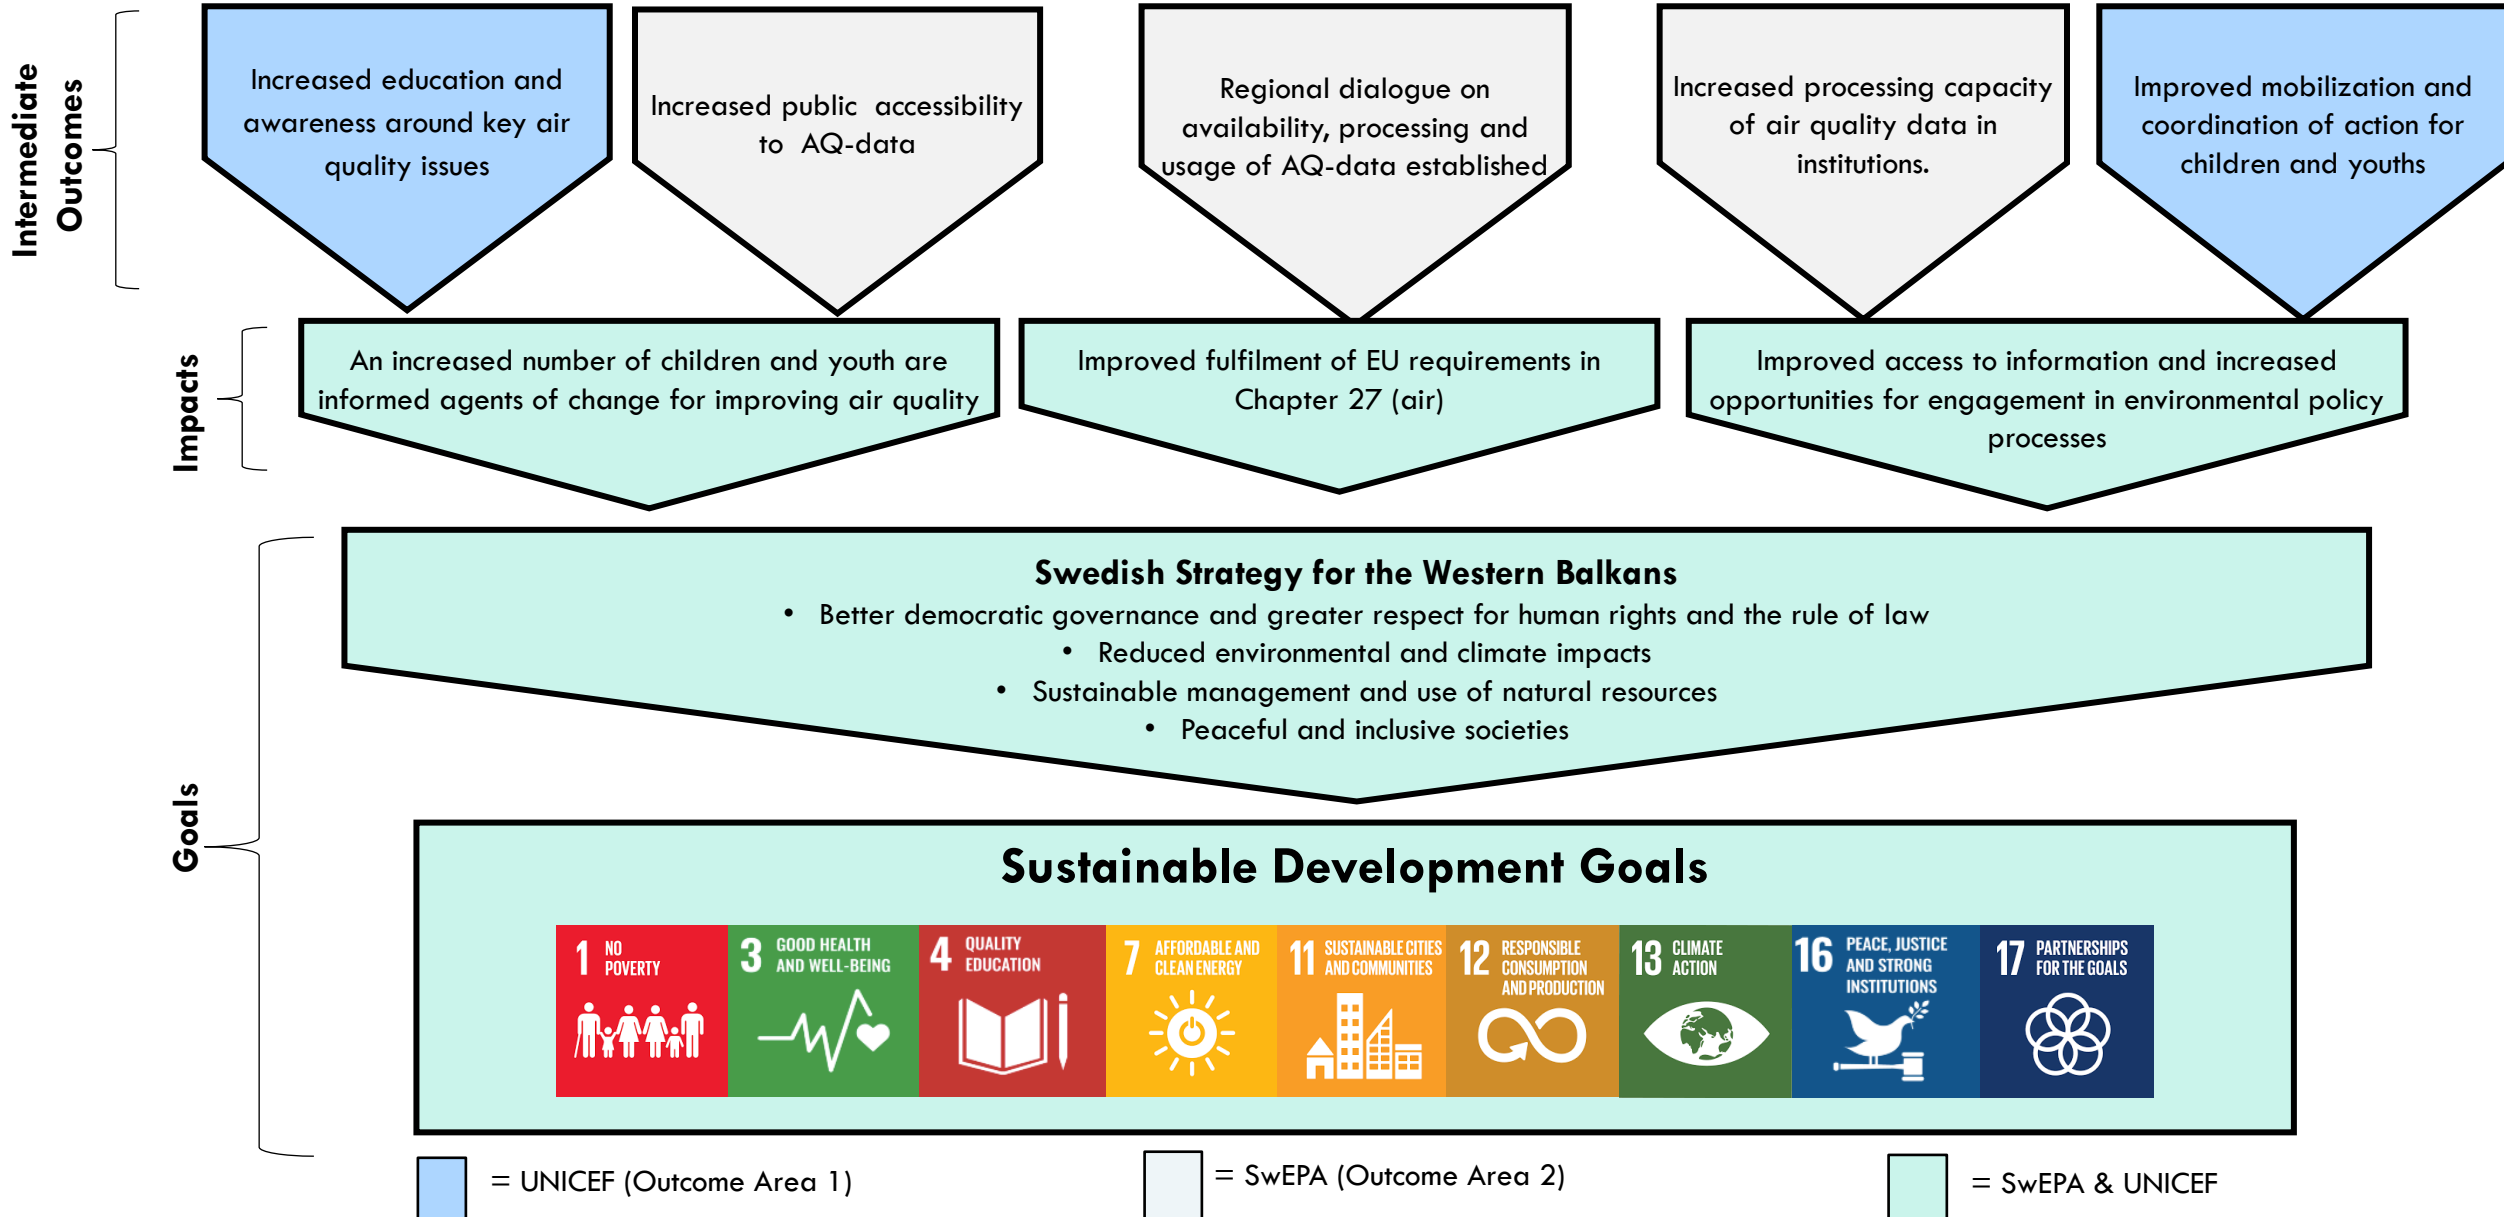 Intermediate
Outcomes
Increased education and
awareness around key air
quality issues
Increased public accessibility
to AQ-data
Regional dialogue on
availability, processing and
usage of AQ-data established
Increased processing capacity
of air quality data in
institutions.
Improved mobilization and
coordination of action for
children and youths
Impacts
An increased number of children and youth are
informed agents of change for improving air quality
Improved fulfilment of EU requirements in
Chapter 27 (air)
Improved access to information and increased
opportunities for engagement in environmental policy
processes
Goals
Swedish Strategy for the Western Balkans
• Better democratic governance and greater respect for human rights and the rule of law
• Reduced environmental and climate impacts
• Sustainable management and use of natural resources
• Peaceful and inclusive societies
Sustainable Development Goals
1 NO
POVERTY
3 GOOD HEALTH
AND WELL-BEING
4 QUALITY
EDUCATION
7 AFFORDABLE AND
CLEAN ENERGY
11 SUSTAINABLE CITIES
AND COMMUNITIES
12 RESPONSIBLE
CONSUMPTION
AND PRODUCTION
13 CLIMATE
ACTION
16 PEACE, JUSTICE
AND STRONG
INSTITUTIONS
17 PARTNERSHIPS
FOR THE GOALS
= UNICEF (Outcome Area 1)
= SwEPA (Outcome Area 2)
= SwEPA & UNICEF